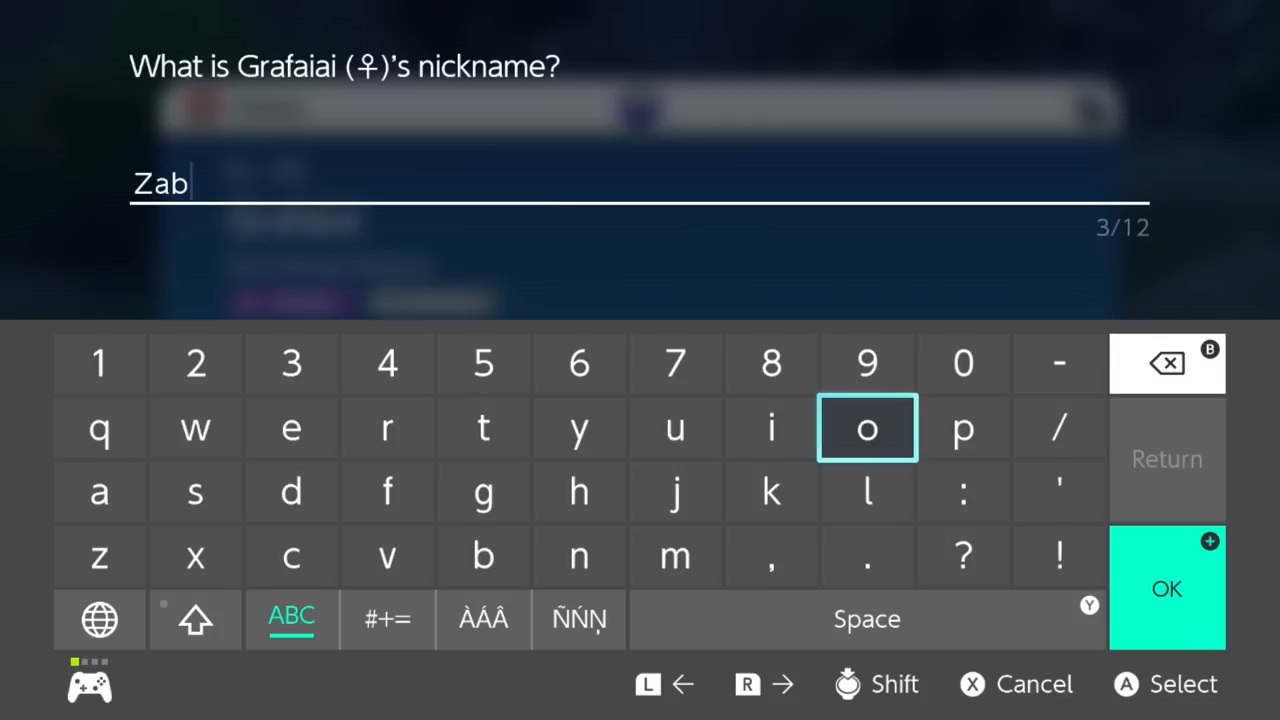 What is Grafaiai (♀)'s nickname?
Zab
3/12
1 2 3 4 5 6 7 8 9 0 - B
q w e r t y u i o p /
Return
a s d f g h j k l : '
z x c v b n m , . ? ! +
OK
ABC #+= ÀÁÂ ÑŃŅ Space Y
L ← R → Shift X Cancel A Select